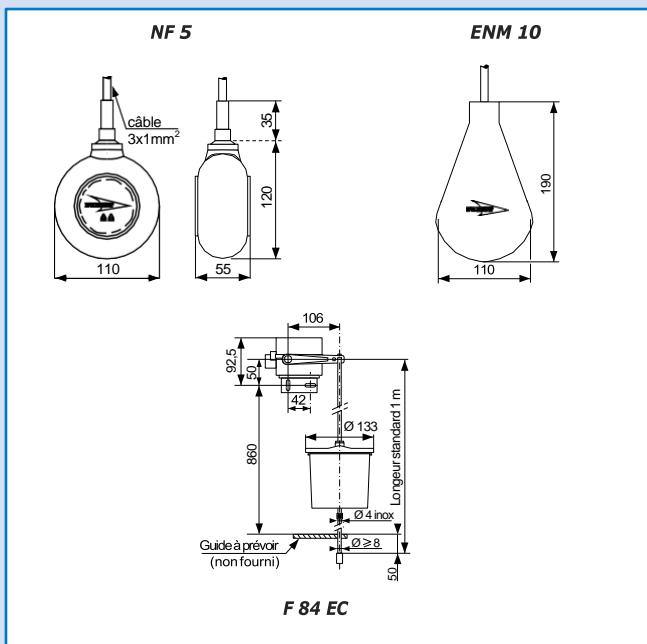 NF 5
ENM 10
câble
3x1mm²
35
120
190
110
55
110
106
92,5
50
42
Ø 133
860
Longeur standard 1 m
Ø 4 inox
Guide à prévoir
(non fourni)
Ø ≥ 8
50
F 84 EC